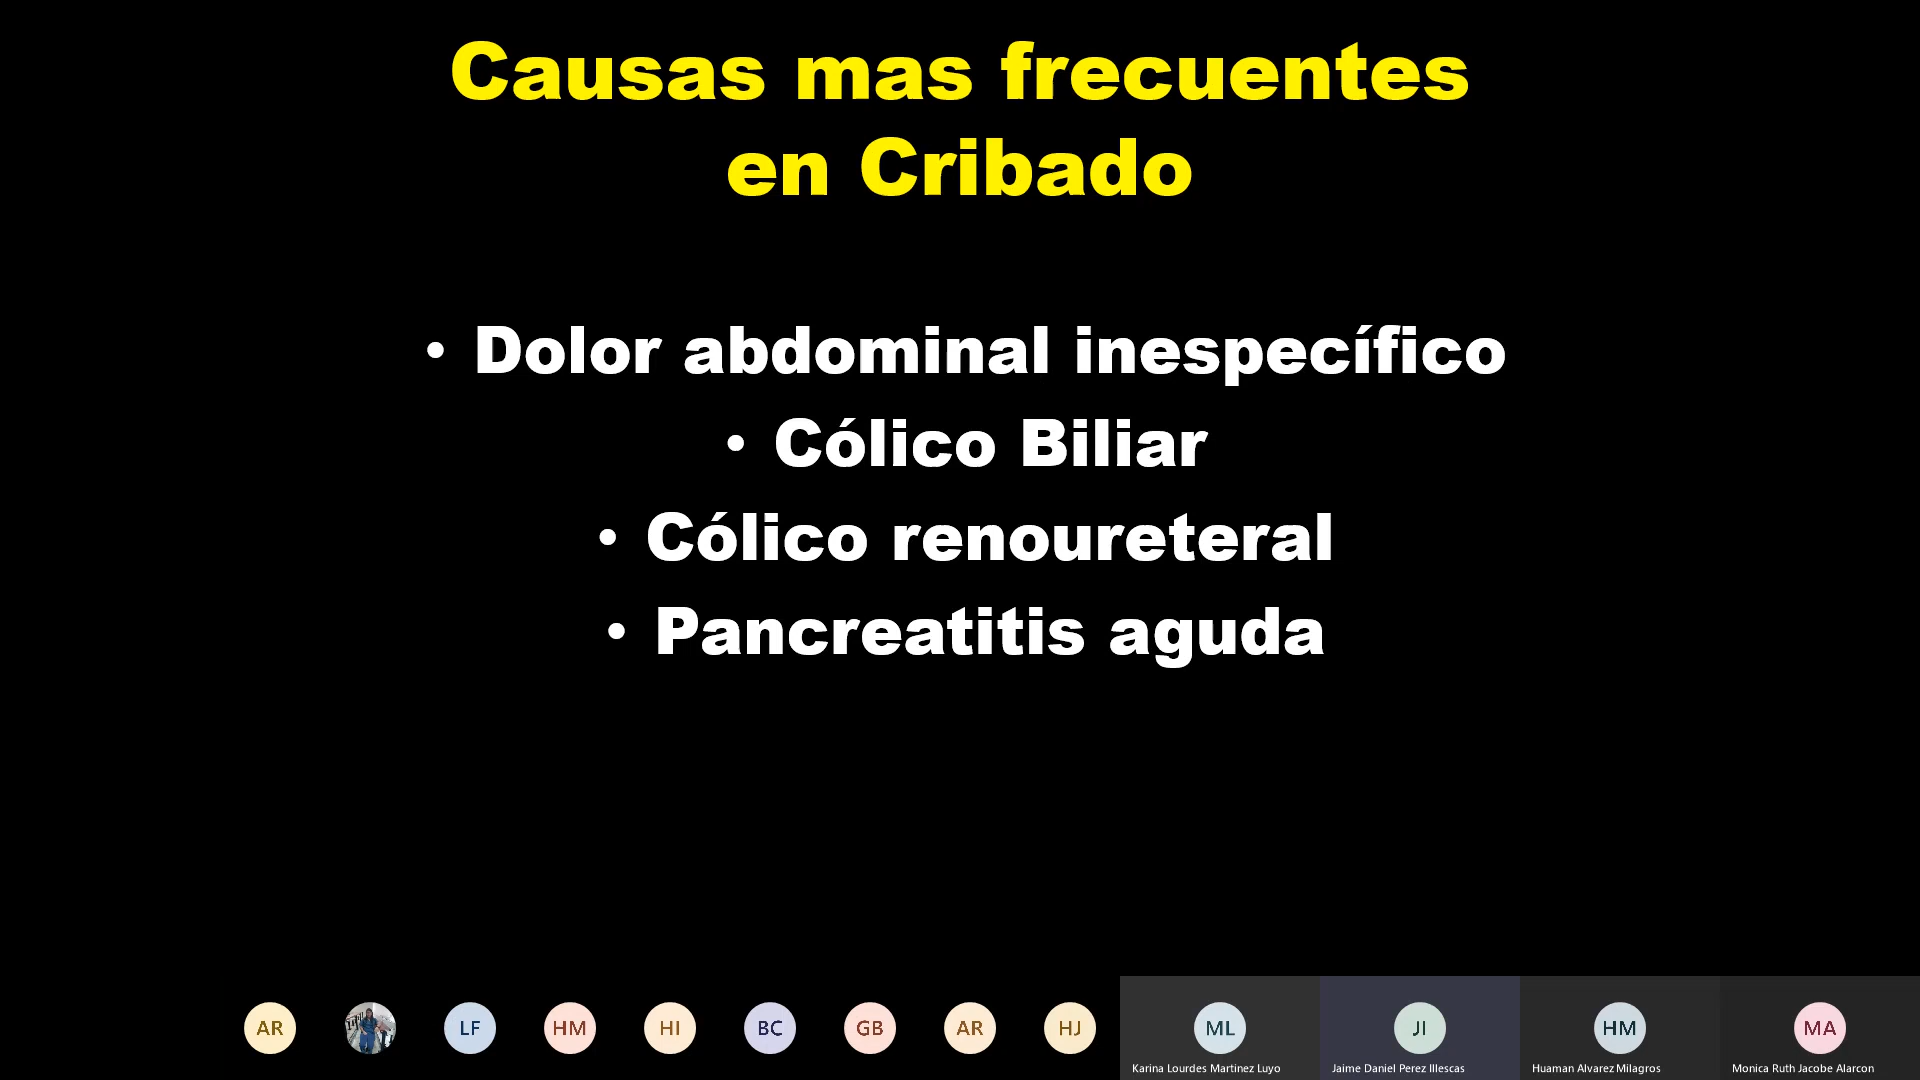 Causas mas frecuentes
en Cribado
• Dolor abdominal inespecífico
• Cólico Biliar
• Cólico renoureteral
• Pancreatitis aguda
AR
LF
HM
HI
BC
GB
AR
HJ
ML
JI
HM
MA
Karina Lourdes Martinez Luyo
Jaime Daniel Perez Illescas
Huaman Alvarez Milagros
Monica Ruth Jacobe Alarcon